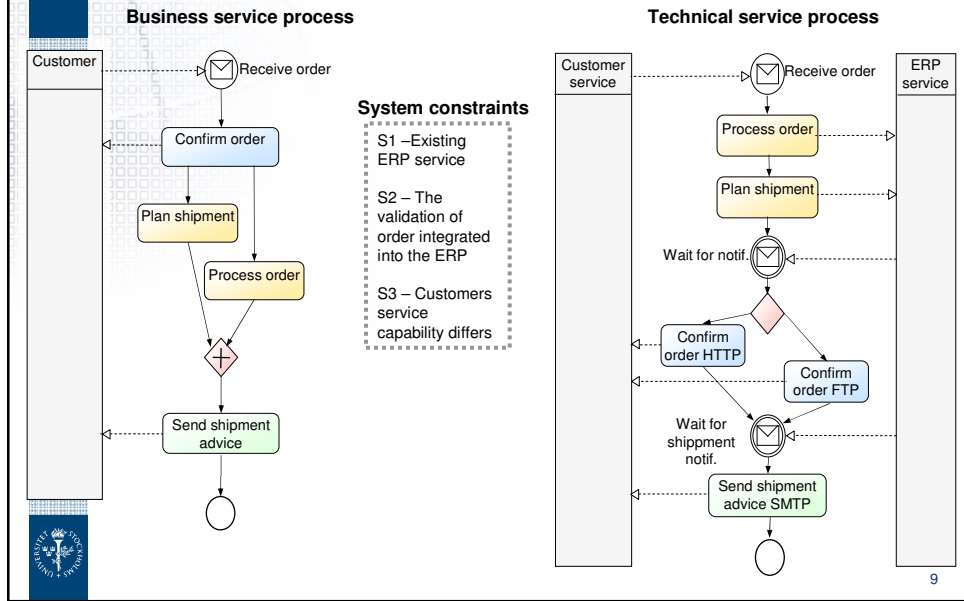 Business service process
Customer
Receive order
Confirm order
Plan shipment
Process order
Send shipment
advice
System constraints
S1 –Existing
ERP service
S2 – The
validation of
order integrated
into the ERP
S3 – Customers
service
capability differs
Technical service process
Customer
service
Receive order
ERP
service
Process order
Plan shipment
Wait for notif.
Confirm
order HTTP
Confirm
order FTP
Wait for
shippment
notif.
Send shipment
advice SMTP
STOCKHOLMS UNIVERSITET
9